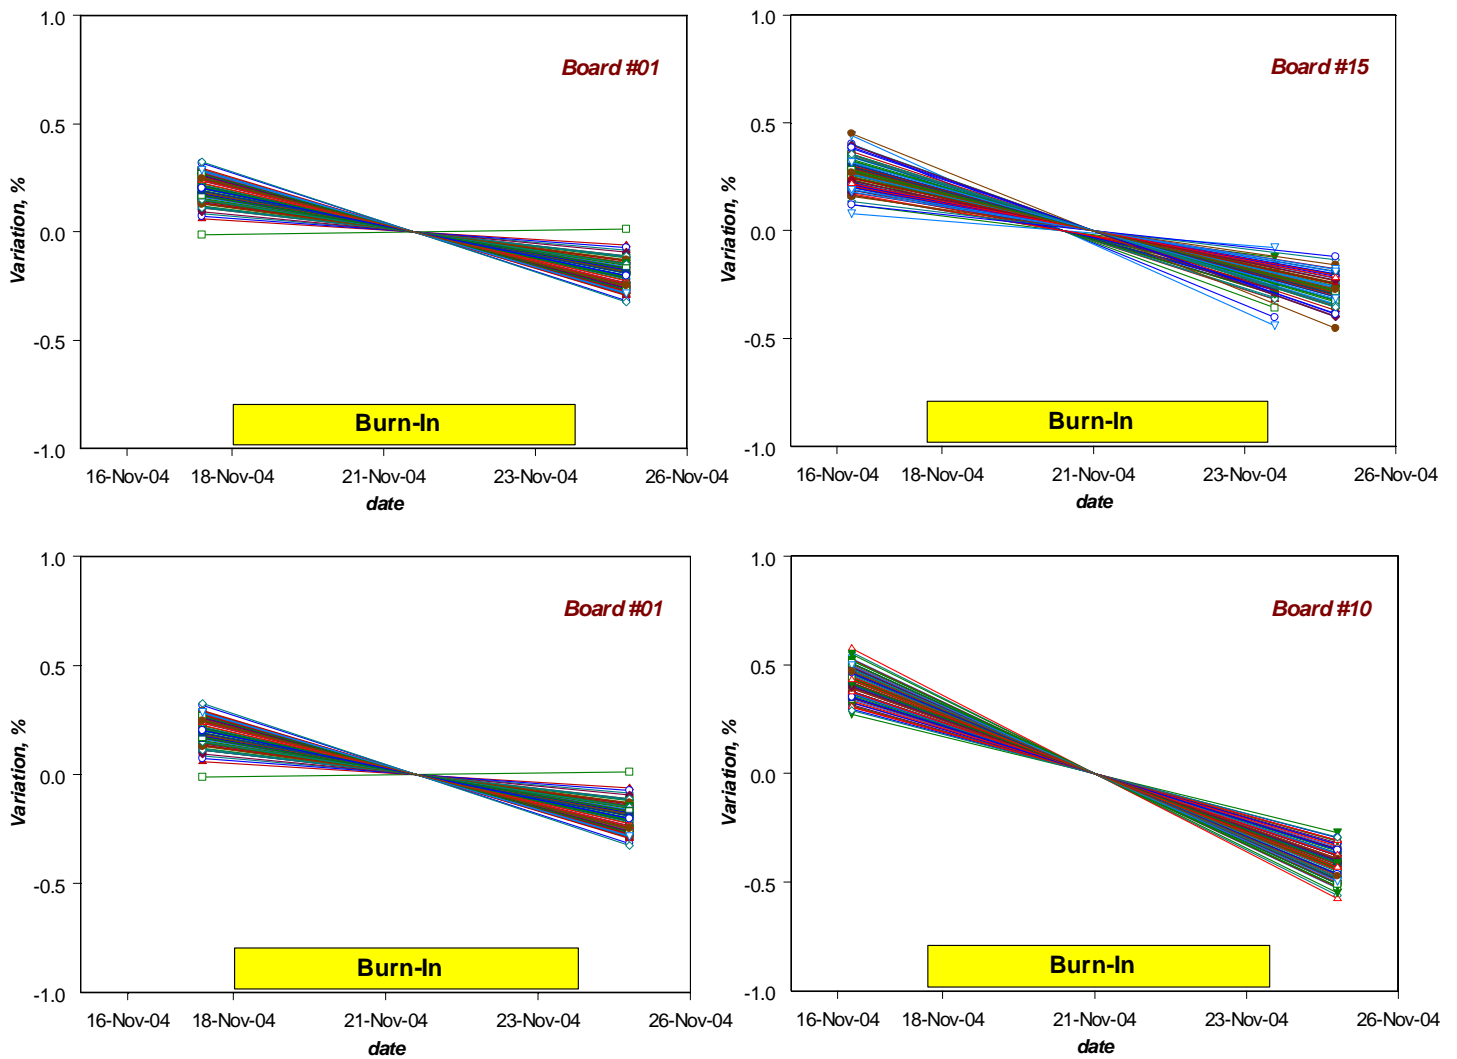 1.0
0.5
0.0
-0.5
-1.0
Variation, %
Board #01
Burn-In
16-Nov-04 18-Nov-04 21-Nov-04 23-Nov-04 26-Nov-04
date
1.0
0.5
0.0
-0.5
-1.0
Variation, %
Board #15
Burn-In
16-Nov-04 18-Nov-04 21-Nov-04 23-Nov-04 26-Nov-04
date
1.0
0.5
0.0
-0.5
-1.0
Variation, %
Board #01
Burn-In
16-Nov-04 18-Nov-04 21-Nov-04 23-Nov-04 26-Nov-04
date
1.0
0.5
0.0
-0.5
-1.0
Variation, %
Board #10
Burn-In
16-Nov-04 18-Nov-04 21-Nov-04 23-Nov-04 26-Nov-04
date